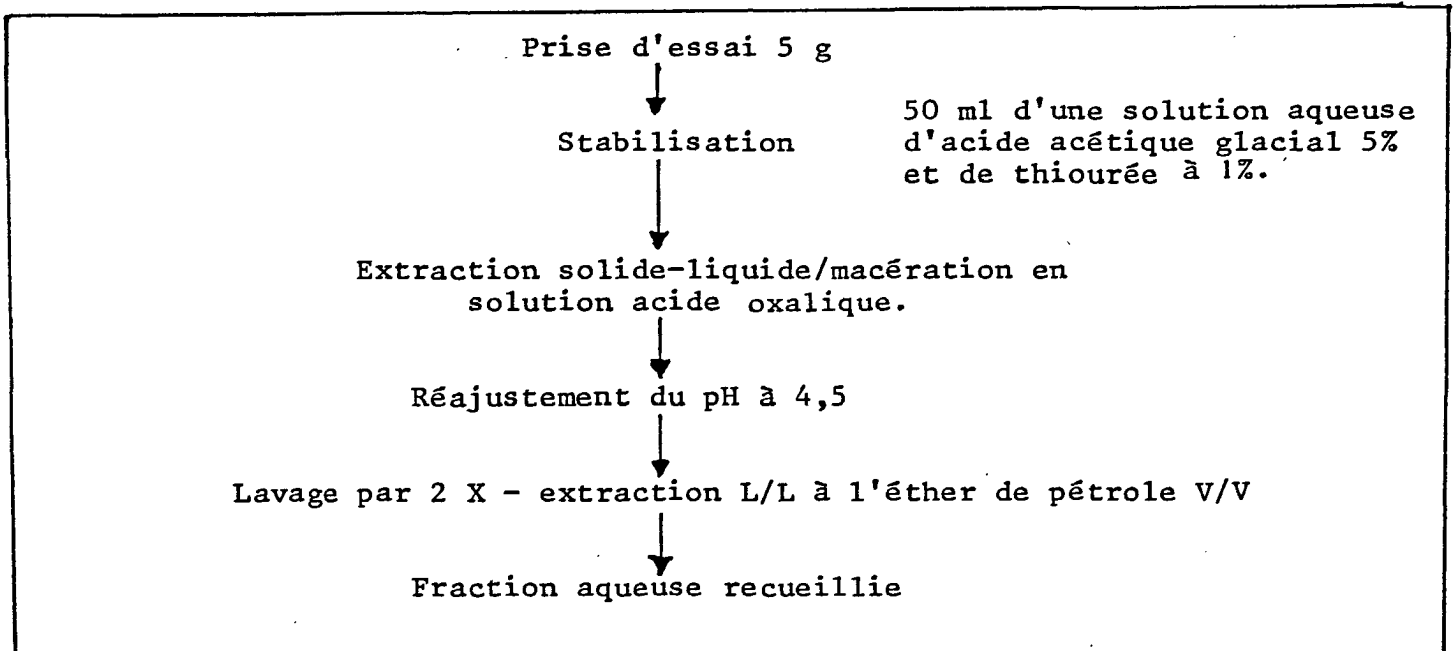 Prise d'essai 5 g
Stabilisation
50 ml d'une solution aqueuse
d'acide acétique glacial 5%
et de thiourée à 1%.
Extraction solide-liquide/macération en
solution acide oxalique.
Réajustement du pH à 4,5
Lavage par 2 X - extraction L/L à l'éther de pétrole V/V
Fraction aqueuse recueillie